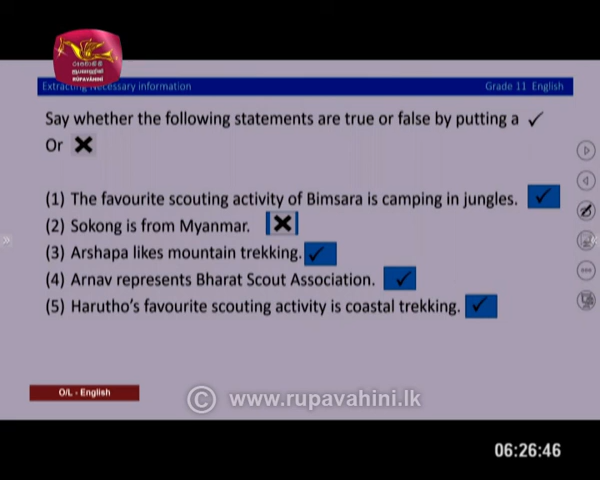 රූපවාහිනී
RUPAVAHINI
Extracting Necessary information
Grade 11 English
Say whether the following statements are true or false by putting a ✓
Or ✕
(1) The favourite scouting activity of Bimsara is camping in jungles. ✓
(2) Sokong is from Myanmar. ✕
(3) Arshapa likes mountain trekking. ✓
(4) Arnav represents Bharat Scout Association. ✓
(5) Harutho’s favourite scouting activity is coastal trekking. ✓
O/L - English
© www.rupavahini.lk
06:26:46